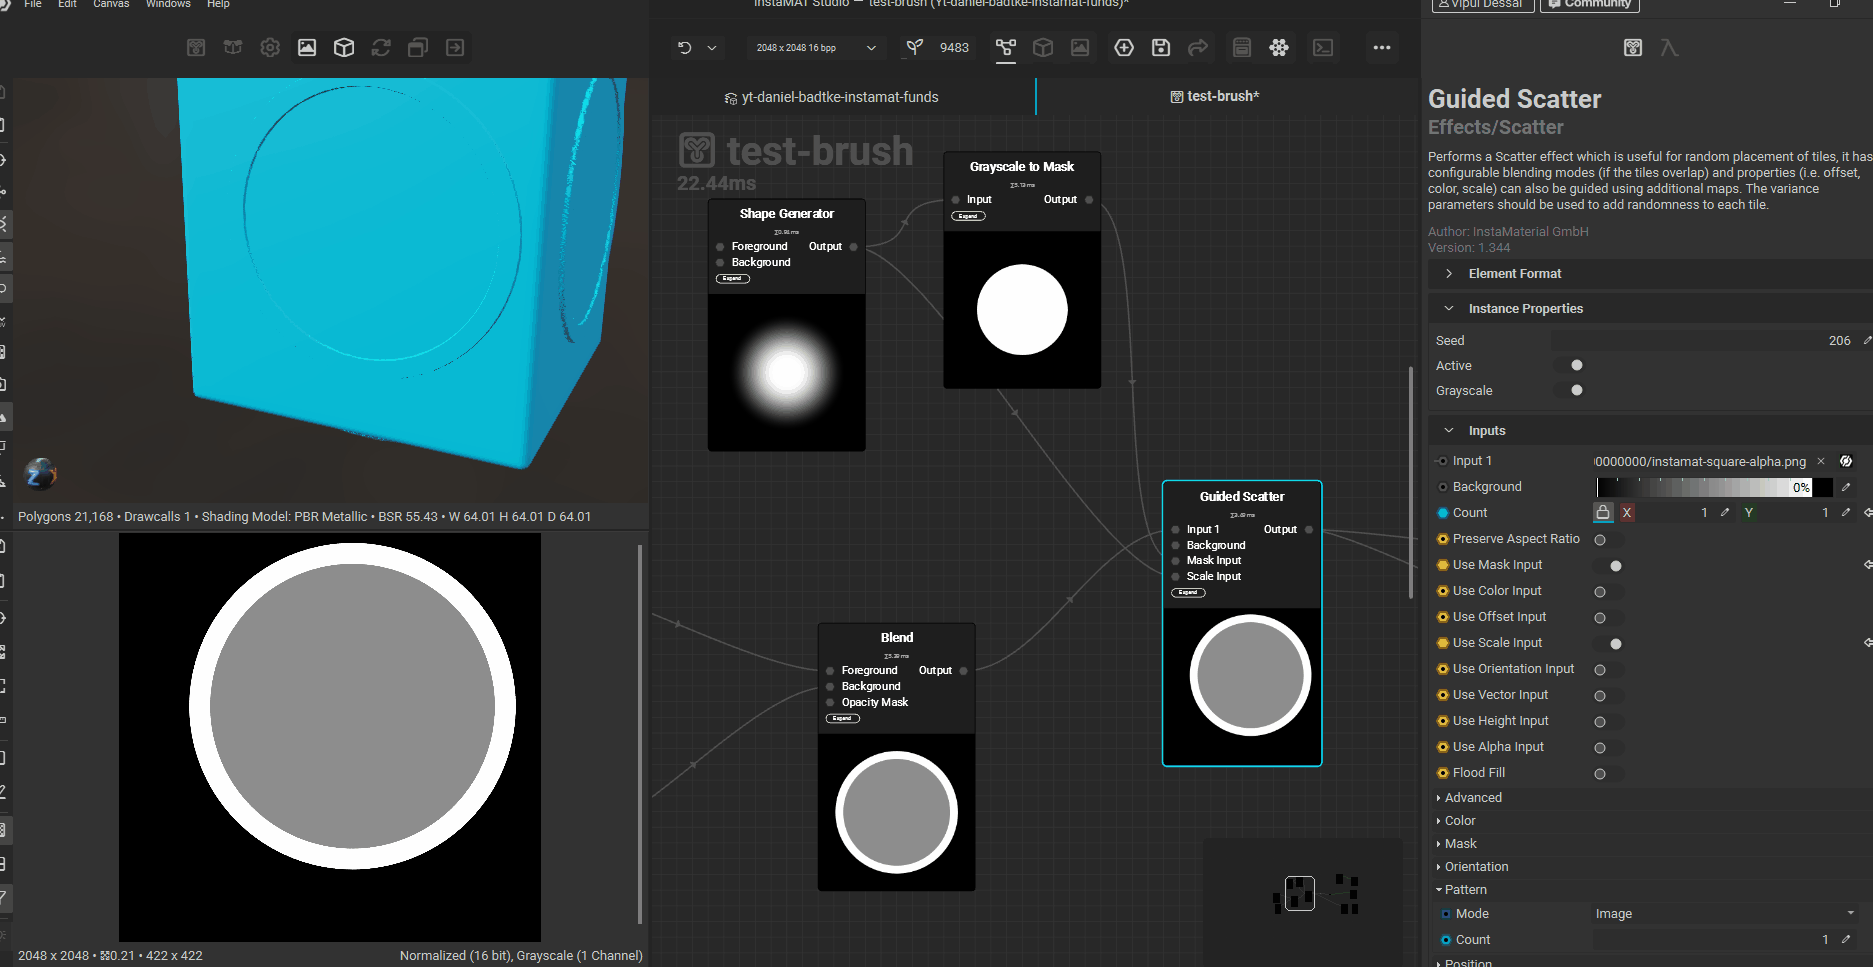 File Edit Canvas Windows Help
InstaMAT Studio — test-brush (Yt-daniel-badtke-instamat-funds)*
Vipul Dessai Community
2048 x 2048 16 bpp 9483
yt-daniel-badtke-instamat-funds
test-brush*
test-brush
22.44ms
Shape Generator
Foreground Output
Background
Expand
Grayscale to Mask
Input Output
Expand
Guided Scatter
Input 1 Output
Background
Mask Input
Scale Input
Expand
Blend
Foreground Output
Background
Opacity Mask
Expand
Polygons 21,168 • Drawcalls 1 • Shading Model: PBR Metallic • BSR 55.43 • W 64.01 H 64.01 D 64.01
2048 x 2048 • 0.21 • 422 x 422
Normalized (16 bit), Grayscale (1 Channel)
Guided Scatter
Effects/Scatter
Performs a Scatter effect which is useful for random placement of tiles, it has
configurable blending modes (if the tiles overlap) and properties (i.e. offset,
color, scale) can also be guided using additional maps. The variance
parameters should be used to add randomness to each tile.
Author: InstaMaterial GmbH
Version: 1.344
Element Format
Instance Properties
Seed 206
Active
Grayscale
Inputs
Input 1 0000000/instamat-square-alpha.png
Background 0%
Count X 1 Y 1
Preserve Aspect Ratio
Use Mask Input
Use Color Input
Use Offset Input
Use Scale Input
Use Orientation Input
Use Vector Input
Use Height Input
Use Alpha Input
Flood Fill
Advanced
Color
Mask
Orientation
Pattern
Mode Image
Count 1
Position